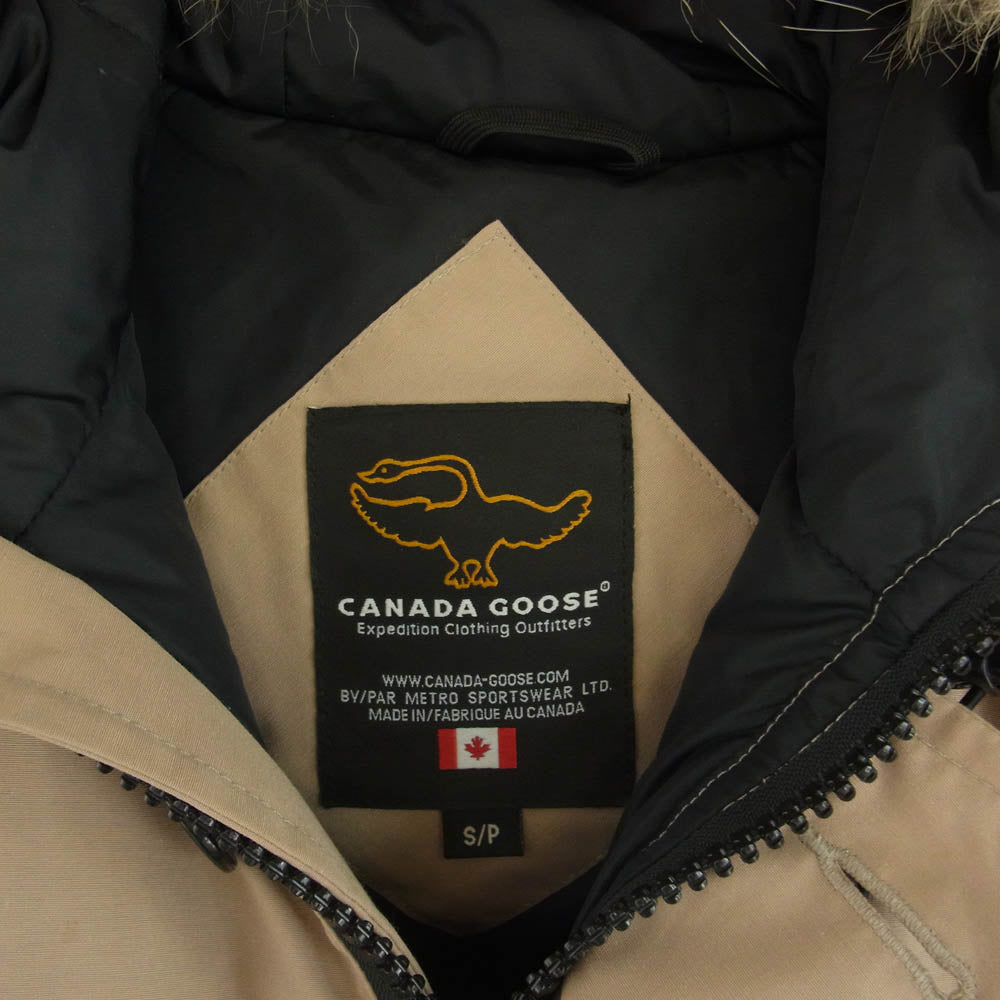 CANADA GOOSE®
Expedition Clothing Outfitters
WWW.CANADA-GOOSE.COM
BY/PAR METRO SPORTSWEAR LTD.
MADE IN/FABRIQUE AU CANADA
S/P